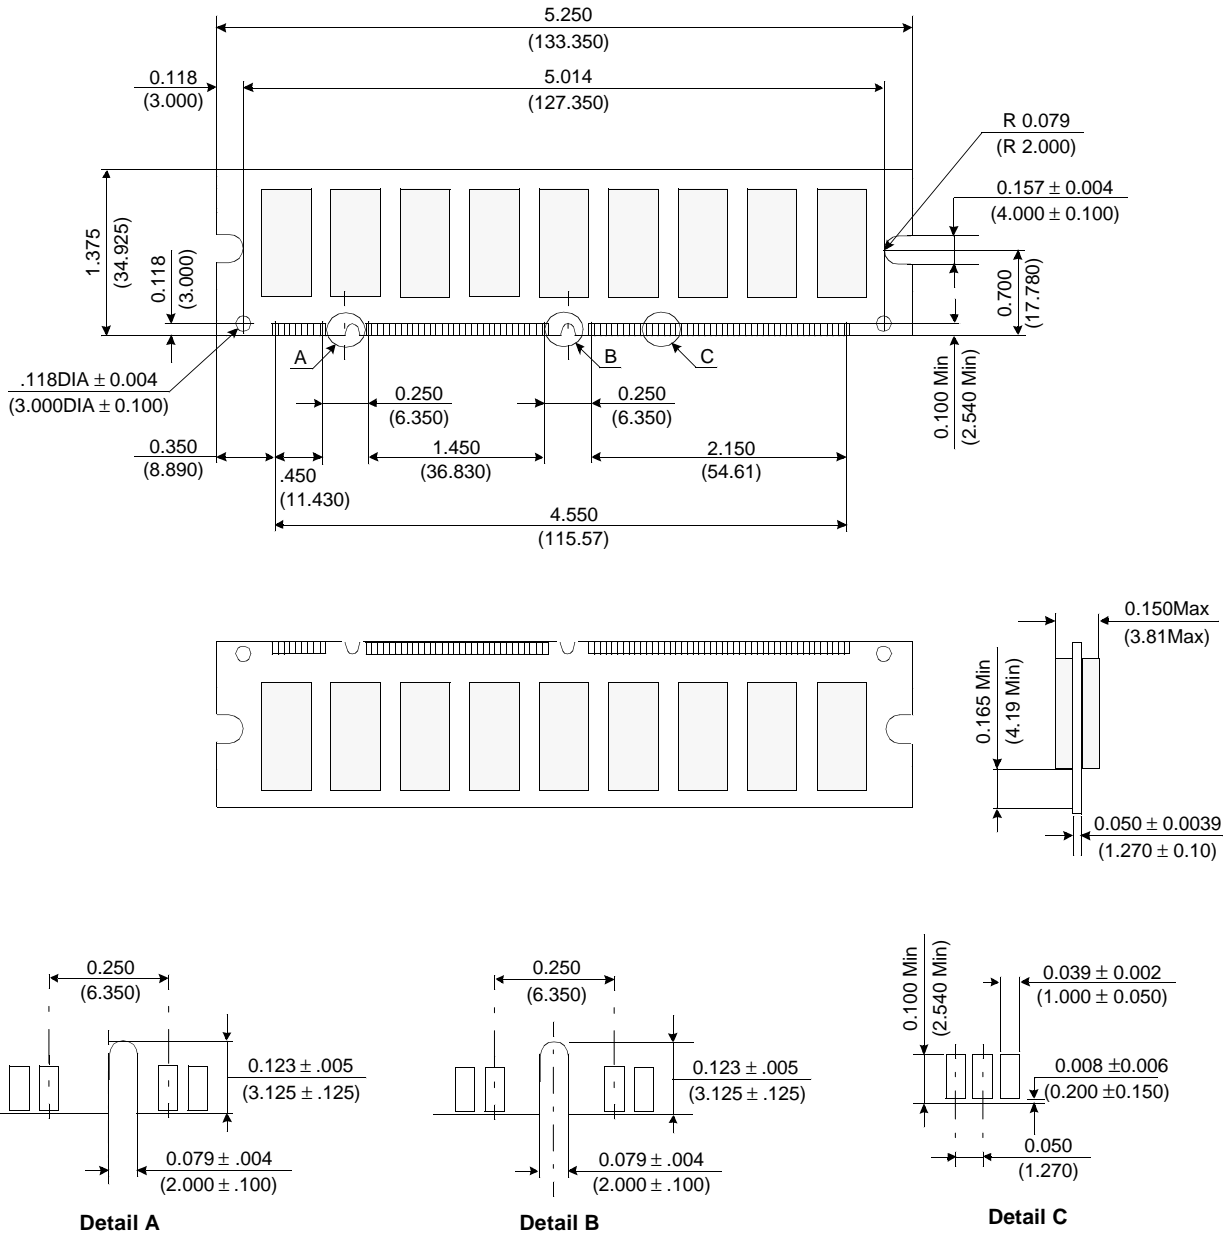 5.250
(133.350)
0.118
(3.000)
5.014
(127.350)
R 0.079
(R 2.000)
0.157 ± 0.004
(4.000 ± 0.100)
1.375
(34.925)
0.118
(3.000)
0.700
(17.780)
A
B
C
.118DIA ± 0.004
(3.000DIA ± 0.100)
0.250
(6.350)
0.250
(6.350)
0.100 Min
(2.540 Min)
0.350
(8.890)
.450
(11.430)
1.450
(36.830)
2.150
(54.61)
4.550
(115.57)
0.150Max
(3.81Max)
0.165 Min
(4.19 Min)
0.050 ± 0.0039
(1.270 ± 0.10)
0.250
(6.350)
0.123 ± .005
(3.125 ± .125)
0.079 ± .004
(2.000 ± .100)
Detail A
0.250
(6.350)
0.123 ± .005
(3.125 ± .125)
0.079 ± .004
(2.000 ± .100)
Detail B
0.100 Min
(2.540 Min)
0.039 ± 0.002
(1.000 ± 0.050)
0.008 ±0.006
(0.200 ±0.150)
0.050
(1.270)
Detail C